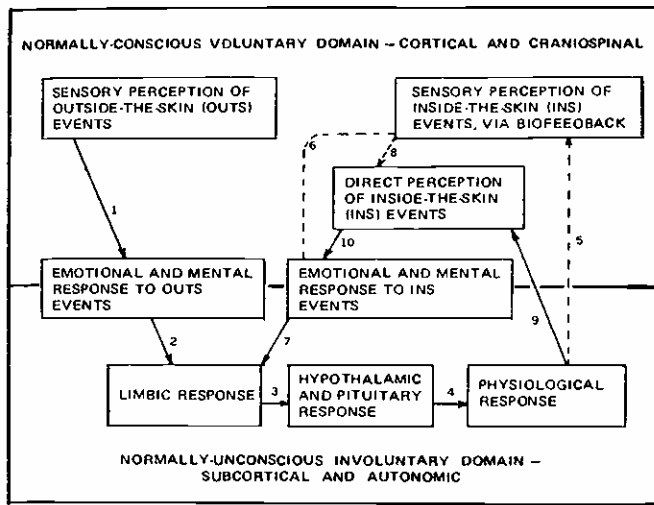 NORMALLY-CONSCIOUS VOLUNTARY DOMAIN – CORTICAL AND CRANIOSPINAL
SENSORY PERCEPTION OF
OUTSIDE-THE-SKIN (OUTS)
EVENTS
SENSORY PERCEPTION OF
INSIDE-THE-SKIN (INS)
EVENTS, VIA BIOFEEOBACK
6
8
DIRECT PERCEPTION
OF INSIOE-THE-SKIN
(INS) EVENTS
1
10
5
EMOTIONAL AND MENTAL
RESPONSE TO OUTS
EVENTS
EMOTIONAL AND MENTAL
RESPONSE TO INS
EVENTS
9
2
7
LIMBIC RESPONSE
3
HYPOTHALAMIC
AND PITUITARY
RESPONSE
4
PHYSIOLOGICAL
RESPONSE
NORMALLY-UNCONSCIOUS INVOLUNTARY DOMAIN –
SUBCORTICAL AND AUTONOMIC